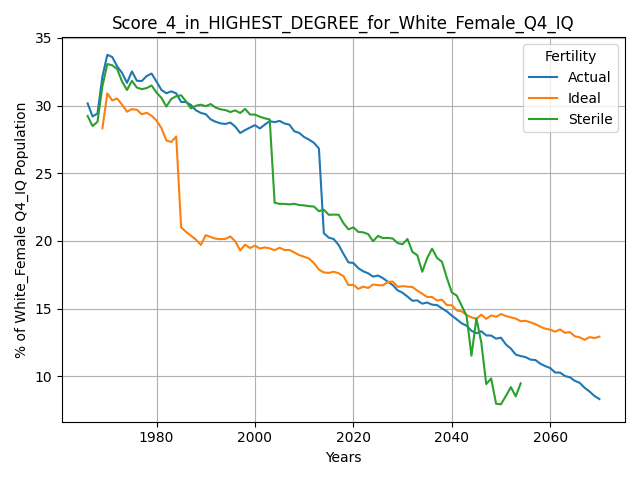 Score_4_in_HIGHEST_DEGREE_for_White_Female_Q4_IQ
% of White_Female Q4_IQ Population
35
30
25
20
15
10
Fertility
Actual
Ideal
Sterile
1980
2000
2020
2040
2060
Years